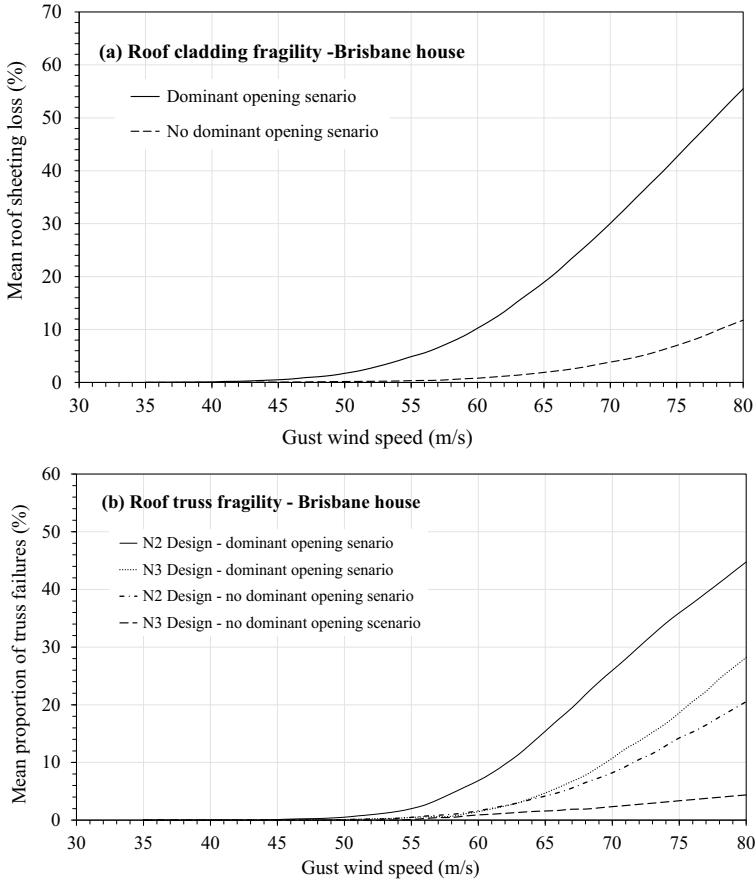 70
60
50
40
30
20
10
0
Mean roof sheeting loss (%)
(a) Roof cladding fragility -Brisbane house
Dominant opening senario
No dominant opening senario
30 35 40 45 50 55 60 65 70 75 80
Gust wind speed (m/s)
60
50
40
30
20
10
0
Mean proportion of truss failures (%)
(b) Roof truss fragility - Brisbane house
N2 Design - dominant opening senario
N3 Design - dominant opening senario
N2 Design - no dominant opening senario
N3 Design - no dominant opening scenario
30 35 40 45 50 55 60 65 70 75 80
Gust wind speed (m/s)